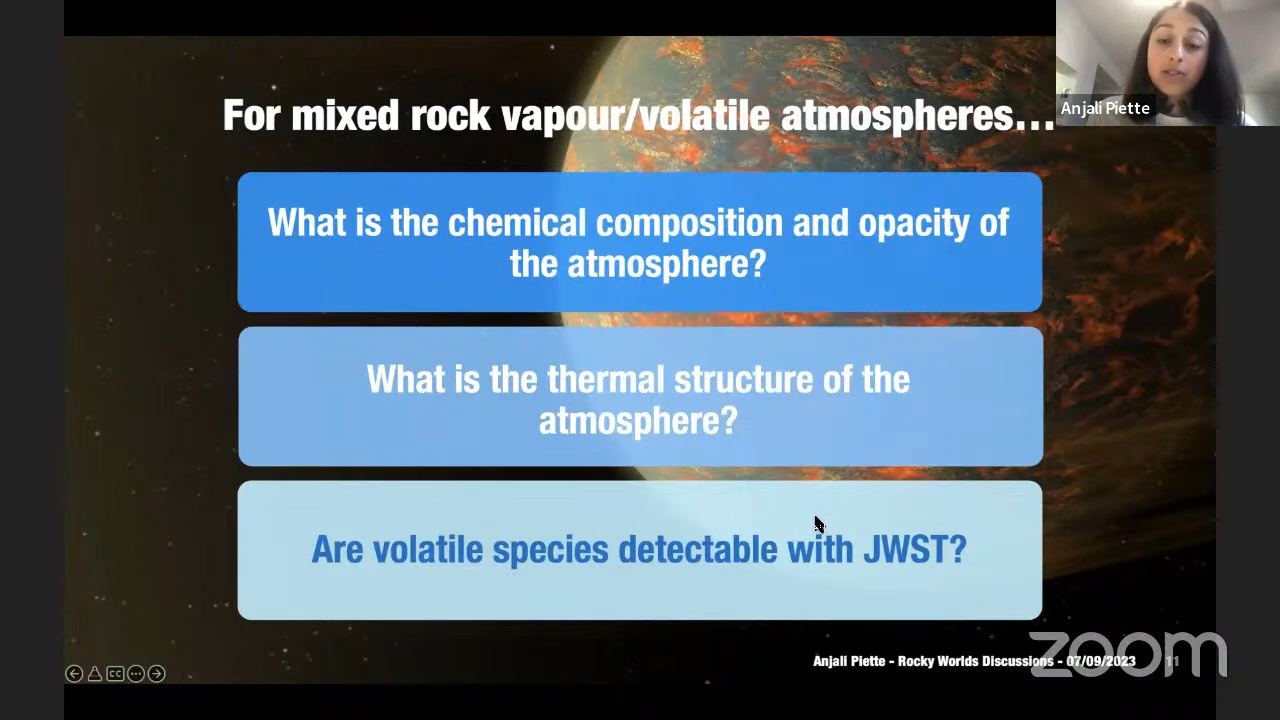 Anjali Piette
For mixed rock vapour/volatile atmospheres…
What is the chemical composition and opacity of
the atmosphere?
What is the thermal structure of the
atmosphere?
Are volatile species detectable with JWST?
Anjali Piette - Rocky Worlds Discussions - 07/09/2023
11
zoom
CC